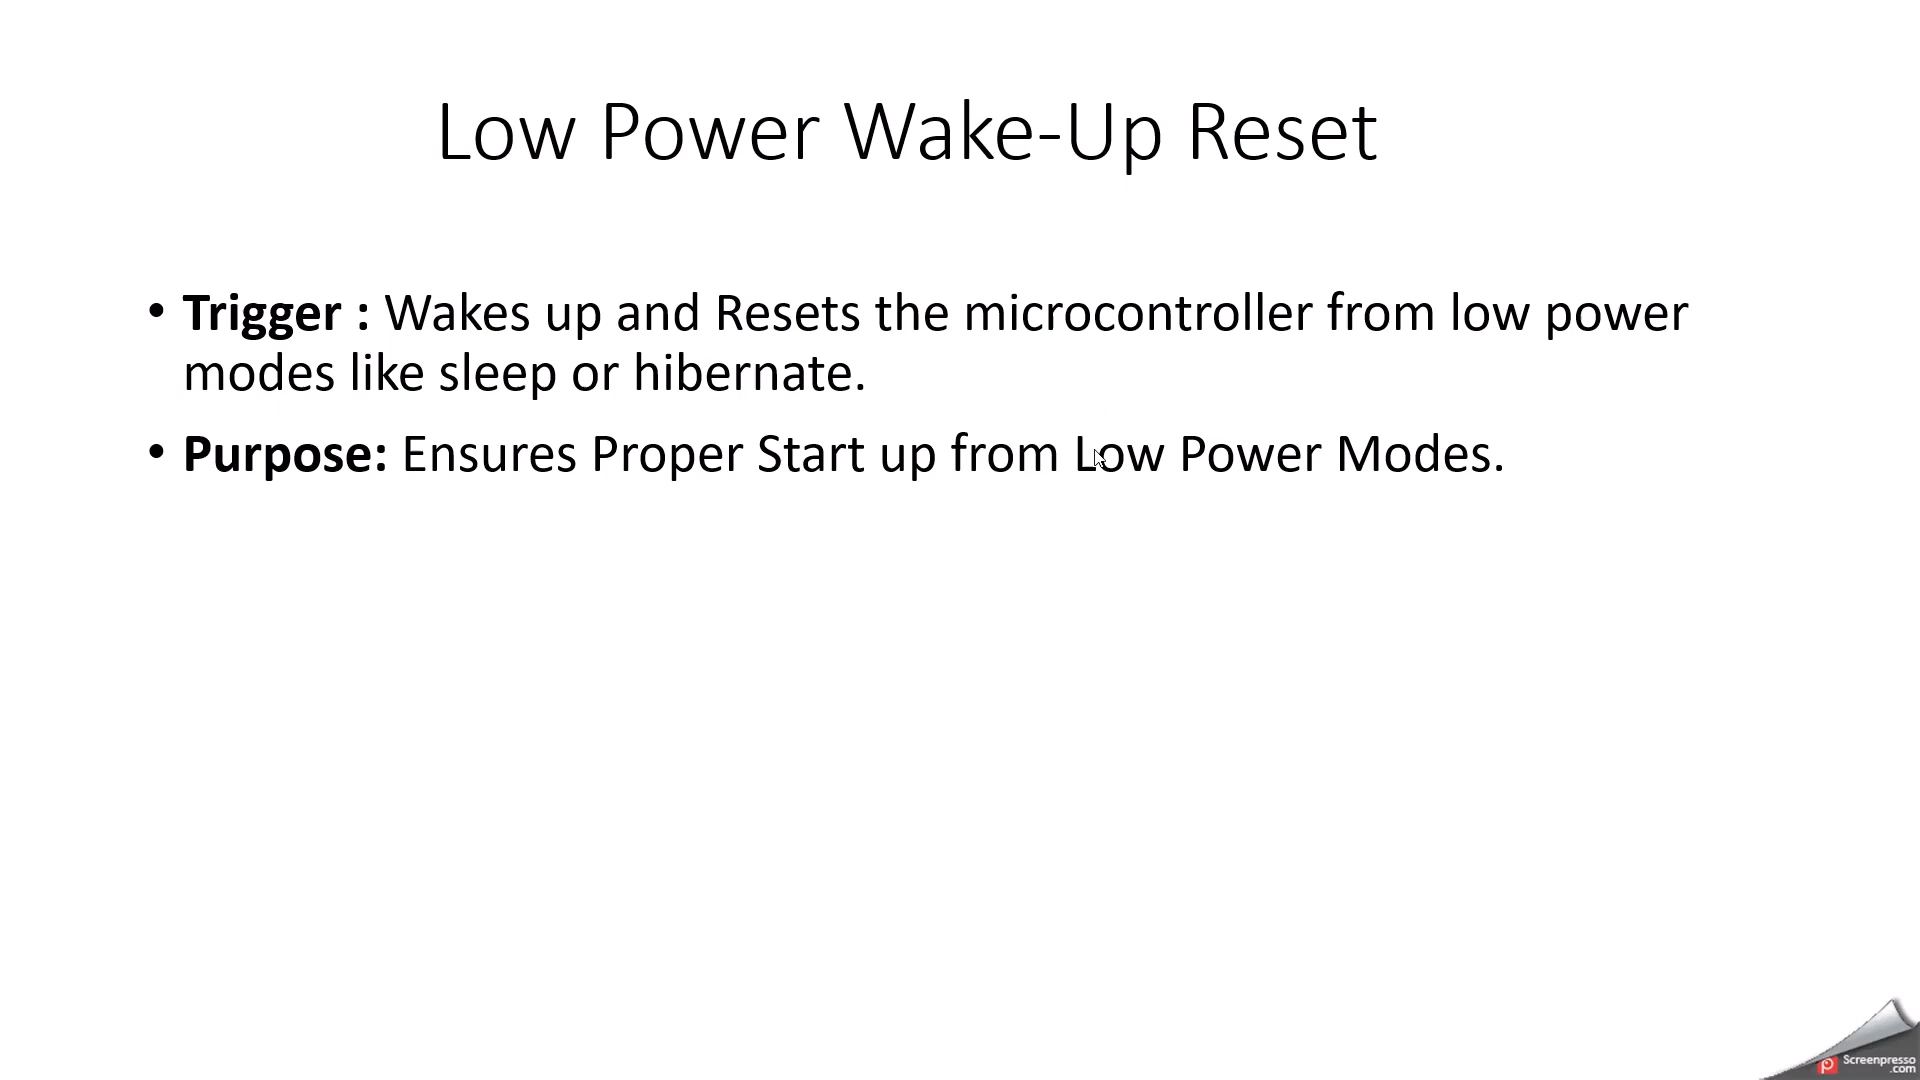 Low Power Wake-Up Reset
• Trigger : Wakes up and Resets the microcontroller from low power
modes like sleep or hibernate.
• Purpose: Ensures Proper Start up from Low Power Modes.
Screenpresso
.com